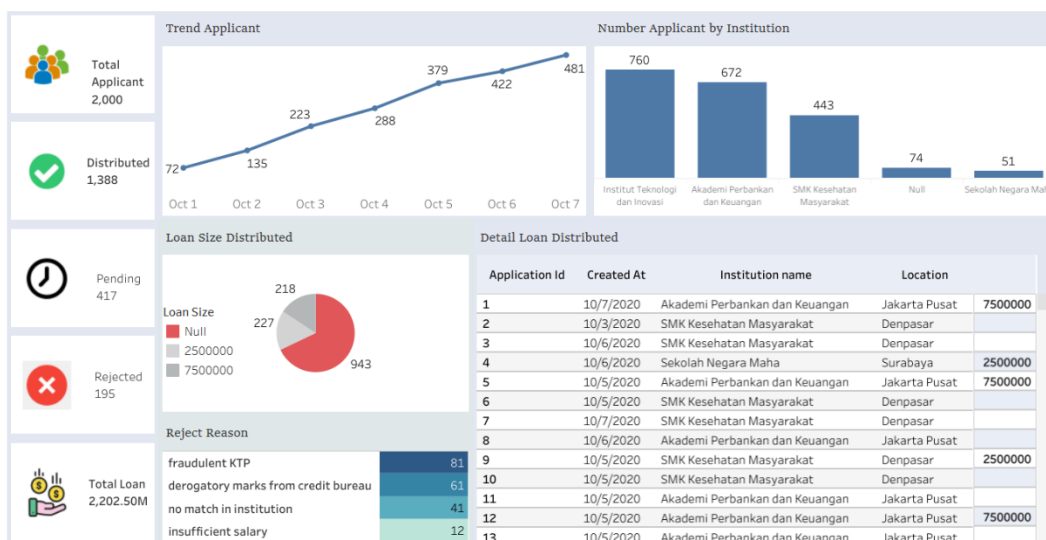 Total
Applicant
2,000
Distributed
1,388
Pending
417
Rejected
195
Total Loan
2,202.50M
Trend Applicant
72
135
223
288
379
422
481
Oct 1 Oct 2 Oct 3 Oct 4 Oct 5 Oct 6 Oct 7
Number Applicant by Institution
760
672
443
74
51
Institut Teknologi
dan Inovasi
Akademi Perbankan
dan Keuangan
SMK Kesehatan
Masyarakat
Null
Sekolah Negara
Loan Size Distributed
Loan Size
Null
2500000
7500000
218
227
943
Reject Reason
fraudulent KTP 81
derogatory marks from credit bureau 61
no match in institution 41
insufficient salary 12
Detail Loan Distributed
Application Id Created At Institution name Location
1 10/7/2020 Akademi Perbankan dan Keuangan Jakarta Pusat 7500000
2 10/3/2020 SMK Kesehatan Masyarakat Denpasar
3 10/6/2020 SMK Kesehatan Masyarakat Denpasar
4 10/6/2020 Sekolah Negara Maha Surabaya 2500000
5 10/5/2020 Akademi Perbankan dan Keuangan Jakarta Pusat 7500000
6 10/5/2020 SMK Kesehatan Masyarakat Denpasar
7 10/7/2020 SMK Kesehatan Masyarakat Denpasar
8 10/6/2020 Akademi Perbankan dan Keuangan Jakarta Pusat
9 10/5/2020 SMK Kesehatan Masyarakat Denpasar 2500000
10 10/5/2020 SMK Kesehatan Masyarakat Denpasar
11 10/5/2020 Akademi Perbankan dan Keuangan Jakarta Pusat
12 10/5/2020 Akademi Perbankan dan Keuangan Jakarta Pusat 7500000
13 10/5/2020 Akademi Perbankan dan Keuangan Jakarta Pusat